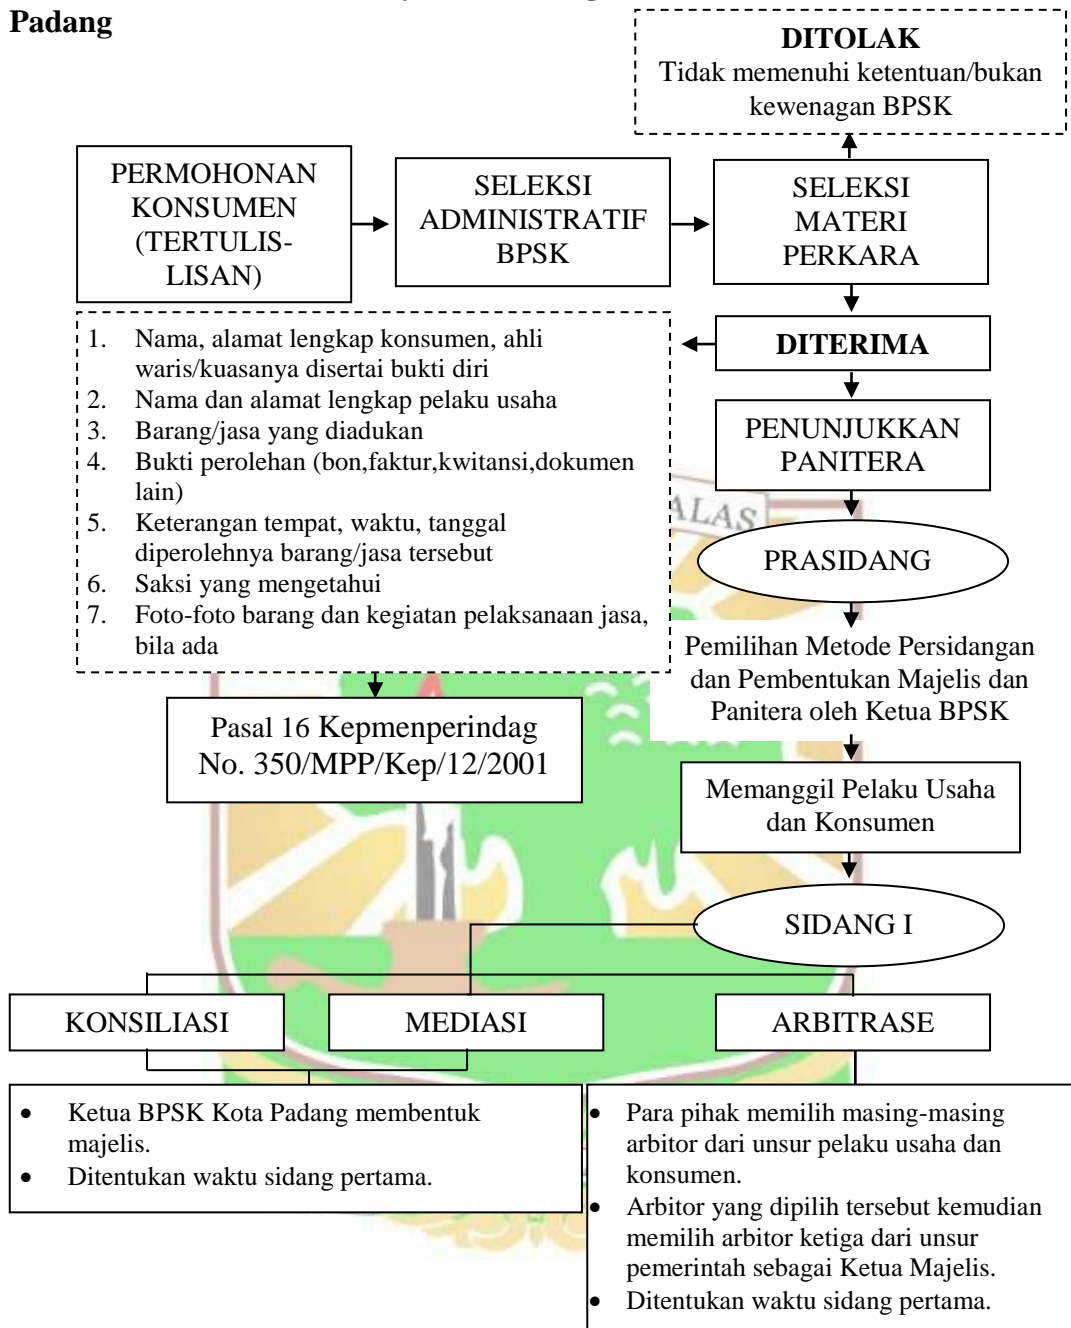 Padang
DITOLAK
Tidak memenuhi ketentuan/bukan
kewenagan BPSK
PERMOHONAN
KONSUMEN
(TERTULIS-
LISAN)
SELEKSI
ADMINISTRATIF
BPSK
SELEKSI
MATERI
PERKARA
DITERIMA
1. Nama, alamat lengkap konsumen, ahli
waris/kuasanya disertai bukti diri
2. Nama dan alamat lengkap pelaku usaha
3. Barang/jasa yang diadukan
4. Bukti perolehan (bon,faktur,kwitansi,dokumen
lain)
5. Keterangan tempat, waktu, tanggal
diperolehnya barang/jasa tersebut
6. Saksi yang mengetahui
7. Foto-foto barang dan kegiatan pelaksanaan jasa,
bila ada
Pasal 16 Kepmenperindag
No. 350/MPP/Kep/12/2001
PENUNJUKKAN
PANITERA
ALAS
PRASIDANG
Pemilihan Metode Persidangan
dan Pembentukan Majelis dan
Panitera oleh Ketua BPSK
Memanggil Pelaku Usaha
dan Konsumen
SIDANG I
KONSILIASI
MEDIASI
ARBITRASE
• Ketua BPSK Kota Padang membentuk
majelis.
• Ditentukan waktu sidang pertama.
• Para pihak memilih masing-masing
arbitor dari unsur pelaku usaha dan
konsumen.
• Arbitor yang dipilih tersebut kemudian
memilih arbitor ketiga dari unsur
pemerintah sebagai Ketua Majelis.
• Ditentukan waktu sidang pertama.